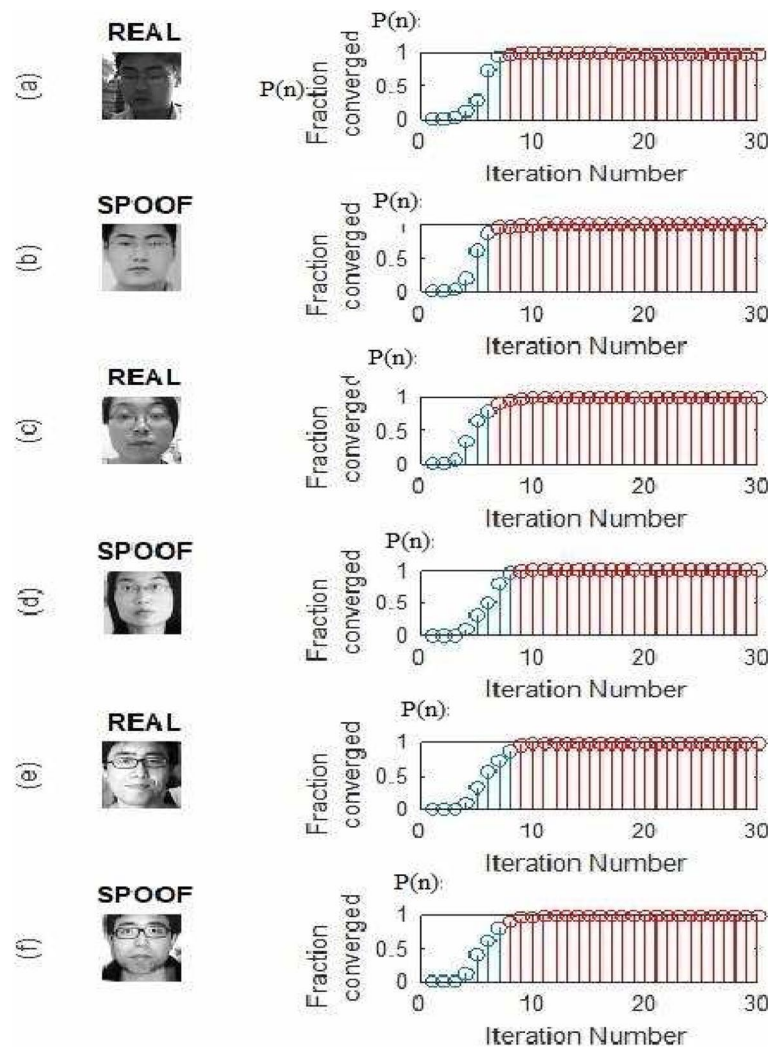 P(n):
REAL
(a)
P(n):
Fraction
converged
1
0.5
0
0 10 20 30
Iteration Number
P(n):
SPOOF
(b)
Fraction
converged
1
0.5
0
0 10 20 30
Iteration Number
P(n):
REAL
(c)
Fraction
converged
1
0.5
0
0 10 20 30
Iteration Number
P(n):
SPOOF
(d)
Fraction
converged
1
0.5
0
0 10 20 30
Iteration Number
P(n):
REAL
(e)
Fraction
converged
1
0.5
0
0 10 20 30
Iteration Number
P(n):
SPOOF
(f)
Fraction
converged
1
0.5
0
0 10 20 30
Iteration Number